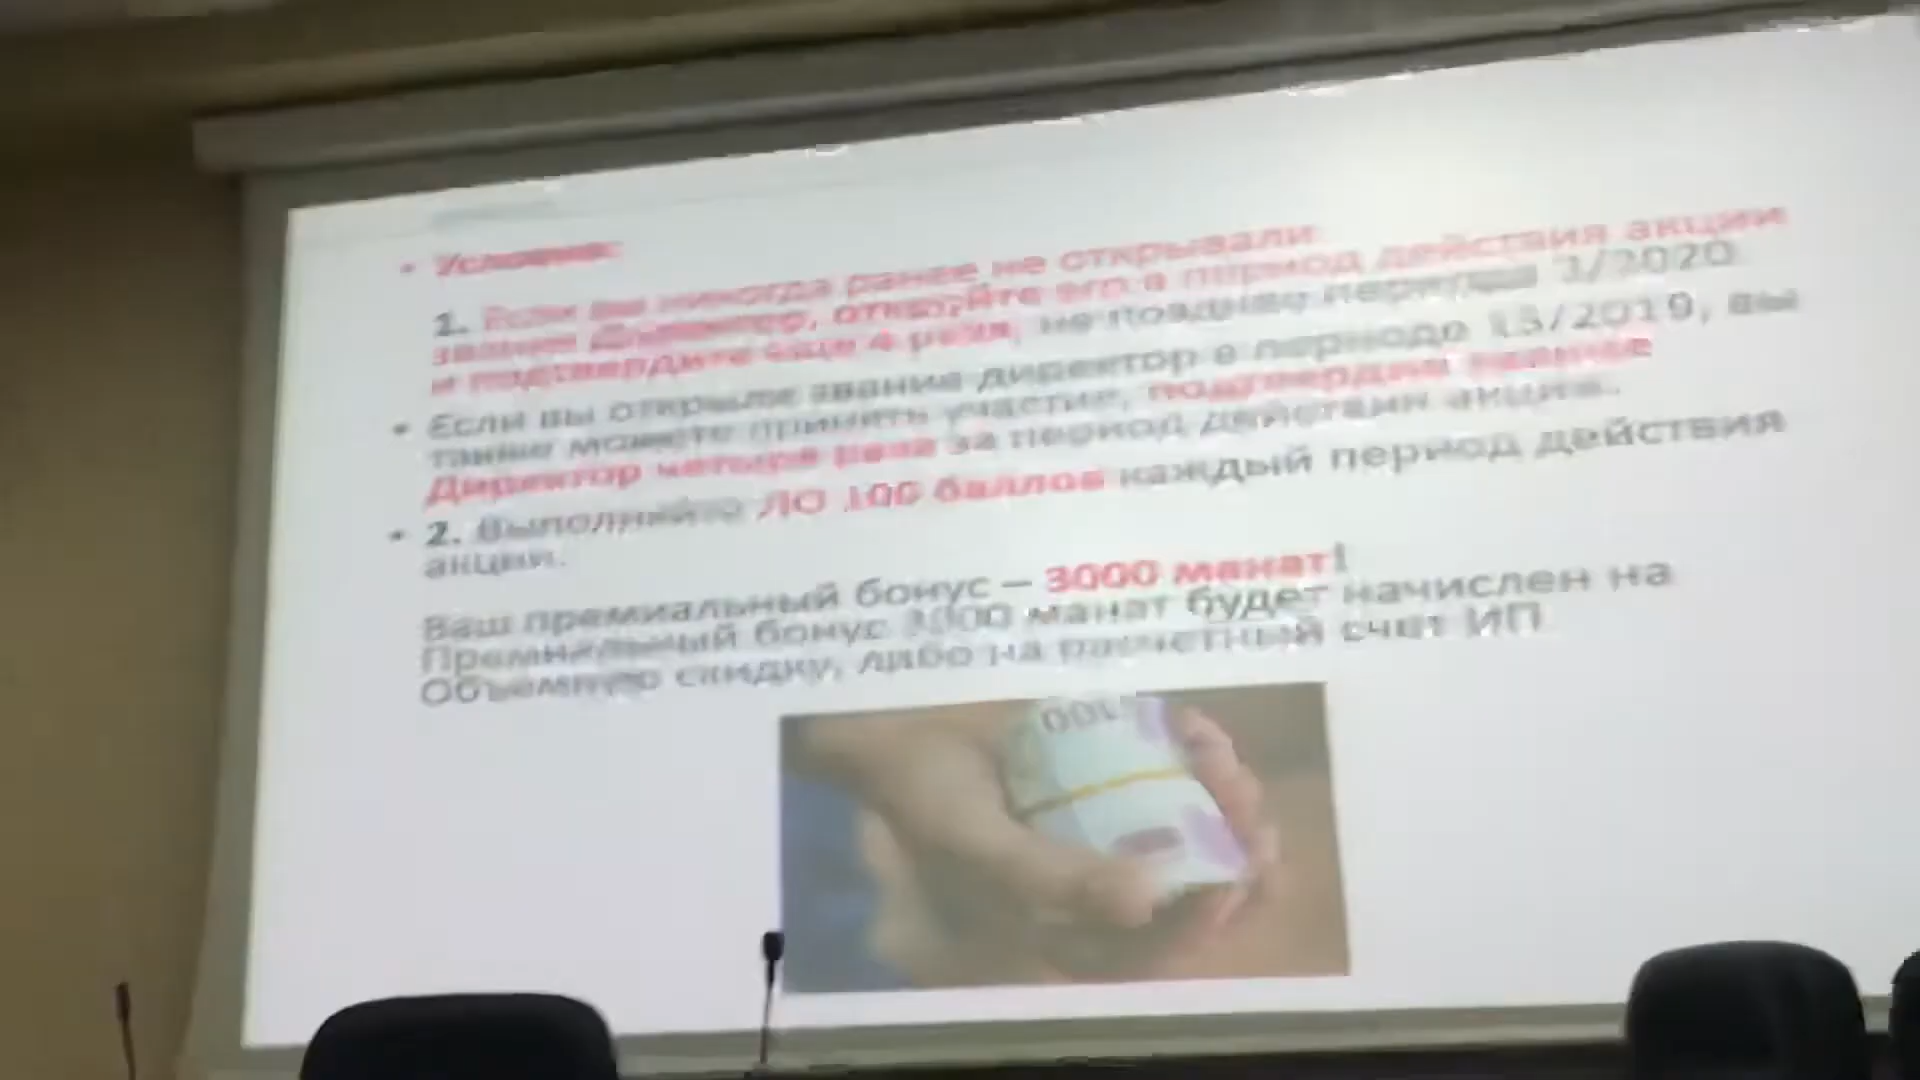 • Условия:
1. Если вы никогда ранее не открывали
звание Директор, откройте его в период действия акции
и подтвердите еще 4 раза, не позднее периода 3/2020
• Если вы открыли звание директор в периоде 13/2019, вы
также можете принять участие, подтвердив звание
Директор четыре раза за период действия акции.
• 2. Выполняйте ЛО 100 баллов каждый период действия
акции.
Ваш премиальный бонус – 3000 манат!
Премиальный бонус 3000 манат будет начислен на
Объемную скидку, либо на расчетный счет ИП
100